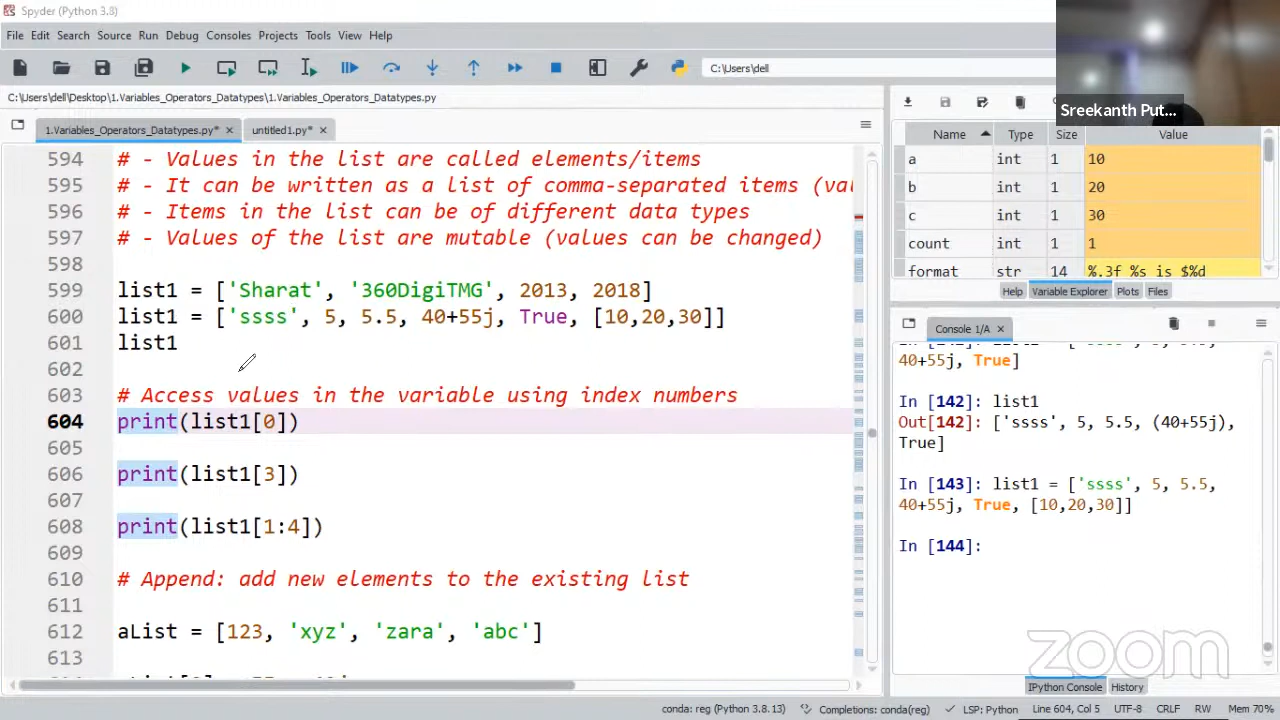 Spyder (Python 3.8)
File Edit Search Source Run Debug Consoles Projects Tools View Help
C:\Users\dell
C:\Users\dell\Desktop\1.Variables_Operators_Datatypes\1.Variables_Operators_Datatypes.py
Sreekanth Put...
1.Variables_Operators_Datatypes.py* untitled1.py*
594 # - Values in the list are called elements/items
595 # - It can be written as a list of comma-separated items (val
596 # - Items in the list can be of different data types
597 # - Values of the list are mutable (values can be changed)
598
599 list1 = ['Sharat', '360DigiTMG', 2013, 2018]
600 list1 = ['ssss', 5, 5.5, 40+55j, True, [10,20,30]]
601 list1
602
603 # Access values in the variable using index numbers
604 print(list1[0])
605
606 print(list1[3])
607
608 print(list1[1:4])
609
610 # Append: add new elements to the existing list
611
612 aList = [123, 'xyz', 'zara', 'abc']
613
Name Type Size Value
a int 1 10
b int 1 20
c int 1 30
count int 1 1
format str 14 %.3f %s is $%d
Help Variable Explorer Plots Files
Console 1/A
40+55j, True]
In [142]: list1
Out[142]: ['ssss', 5, 5.5, (40+55j),
True]
In [143]: list1 = ['ssss', 5, 5.5,
40+55j, True, [10,20,30]]
In [144]:
zoom
IPython Console History
conda: reg (Python 3.8.13) Completions: conda(reg) LSP: Python Line 604, Col 5 UTF-8 CRLF RW Mem 70%